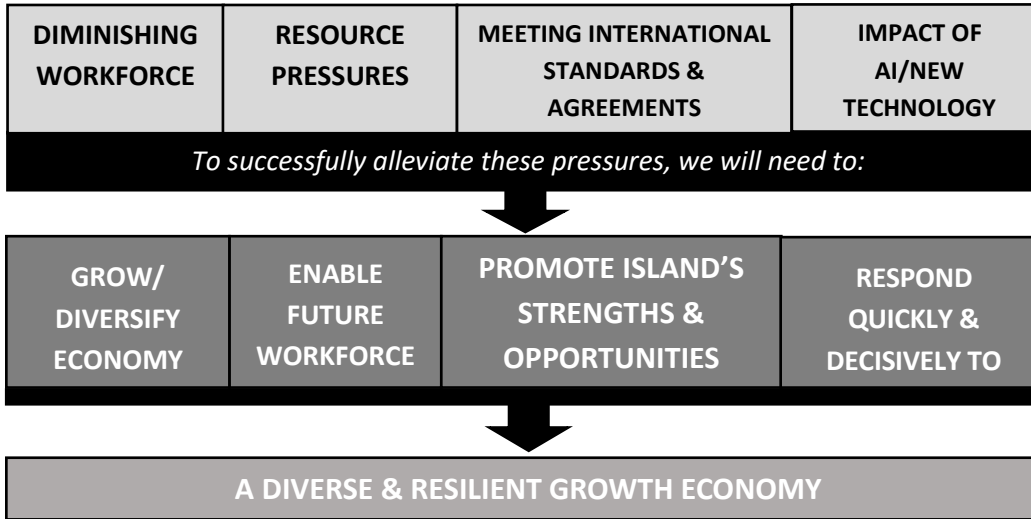 DIMINISHING
WORKFORCE
RESOURCE
PRESSURES
MEETING INTERNATIONAL
STANDARDS &
AGREEMENTS
IMPACT OF
AI/NEW
TECHNOLOGY
To successfully alleviate these pressures, we will need to:
GROW/
DIVERSIFY
ECONOMY
ENABLE
FUTURE
WORKFORCE
PROMOTE ISLAND’S
STRENGTHS &
OPPORTUNITIES
RESPOND
QUICKLY &
DECISIVELY TO
A DIVERSE & RESILIENT GROWTH ECONOMY